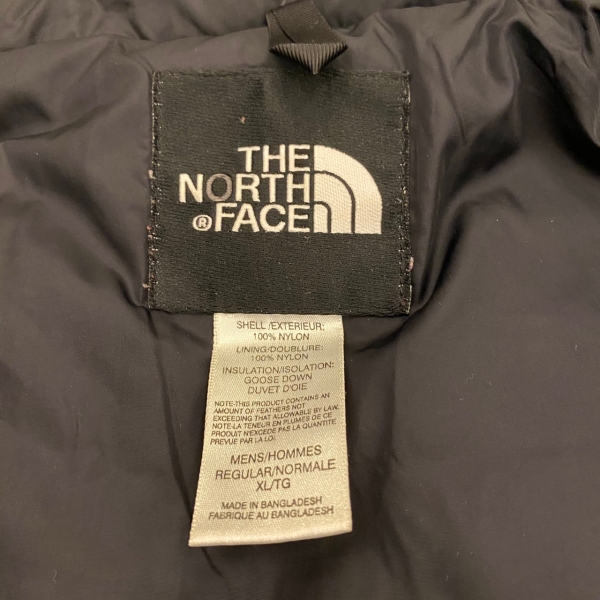 THE
NORTH
®FACE
SHELL /EXTERIEUR:
100% NYLON
LINING/DOUBLURE:
100% NYLON
INSULATION/ISOLATION:
GOOSE DOWN
DUVET D'OIE
NOTE-THIS PRODUCT CONTAINS AN
AMOUNT OF FEATHERS NOT
EXCEEDING THAT ALLOWABLE BY LAW.
NOTE-LA TENEUR EN PLUMES DE CE
PRODUIT N'EXCEDE PAS LA QUANTITE
PREVUE PAR LA LOI.
MENS/HOMMES
REGULAR/NORMALE
XL/TG
MADE IN BANGLADESH
FABRIQUE AU BANGLADESH